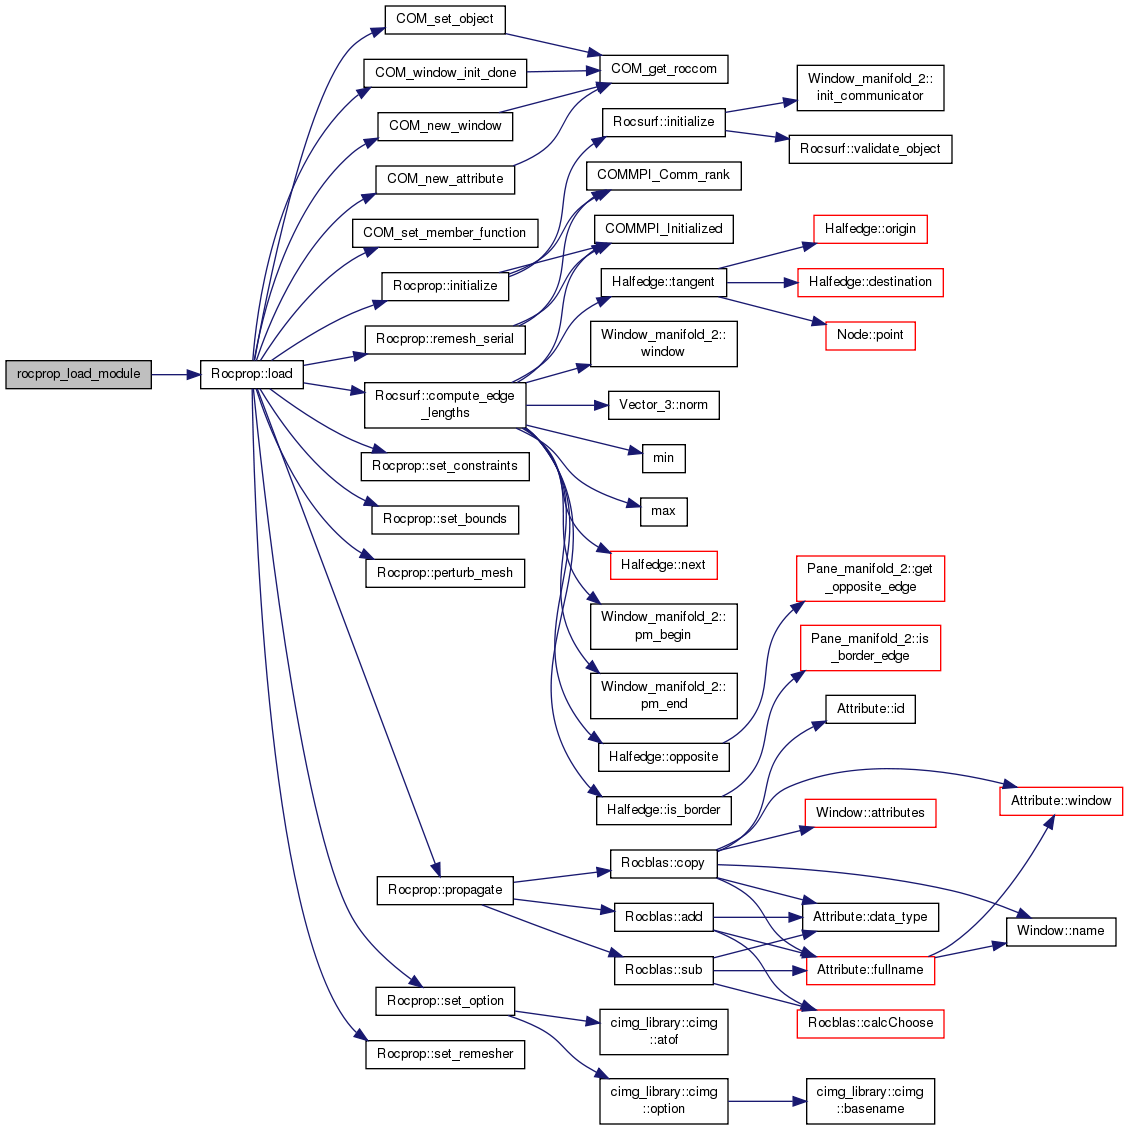 rocprop_load_module
Rocprop::load
COM_set_object
COM_window_init_done
COM_new_window
COM_new_attribute
COM_set_member_function
Rocprop::initialize
Rocprop::remesh_serial
Rocsurf::compute_edge
_lengths
Rocprop::set_constraints
Rocprop::set_bounds
Rocprop::perturb_mesh
Rocprop::propagate
Rocprop::set_option
Rocprop::set_remesher
COM_get_roccom
Rocsurf::initialize
COMMPI_Comm_rank
COMMPI_Initialized
Halfedge::tangent
Window_manifold_2::
window
Vector_3::norm
min
max
Halfedge::next
Window_manifold_2::
pm_begin
Window_manifold_2::
pm_end
Halfedge::opposite
Halfedge::is_border
Rocblas::copy
Rocblas::add
Rocblas::sub
cimg_library::cimg
::atof
cimg_library::cimg
::option
Window_manifold_2::
init_communicator
Rocsurf::validate_object
Halfedge::origin
Halfedge::destination
Node::point
Pane_manifold_2::get
_opposite_edge
Pane_manifold_2::is
_border_edge
Attribute::id
Window::attributes
Attribute::data_type
Attribute::fullname
Rocblas::calcChoose
cimg_library::cimg
::basename
Attribute::window
Window::name